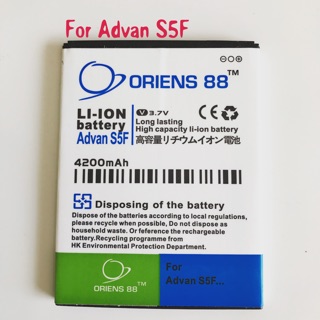 For Advan S5F
ORIENS 88™
LI-ION
battery
Advan S5F
V 3.7V
Long lasting
High capacity li-ion battery
高容量リチウムイオン電池
4200mAh
Disposal of the batteries
Dispose of the batteries according to local regulations,
please recycle when possible. Do not dispose as
household waste. Or reference the rechargeable
battery. Recycling programme from:
HK Environmental Protection Department.
ORIENS 88™
For
Advan S5F...